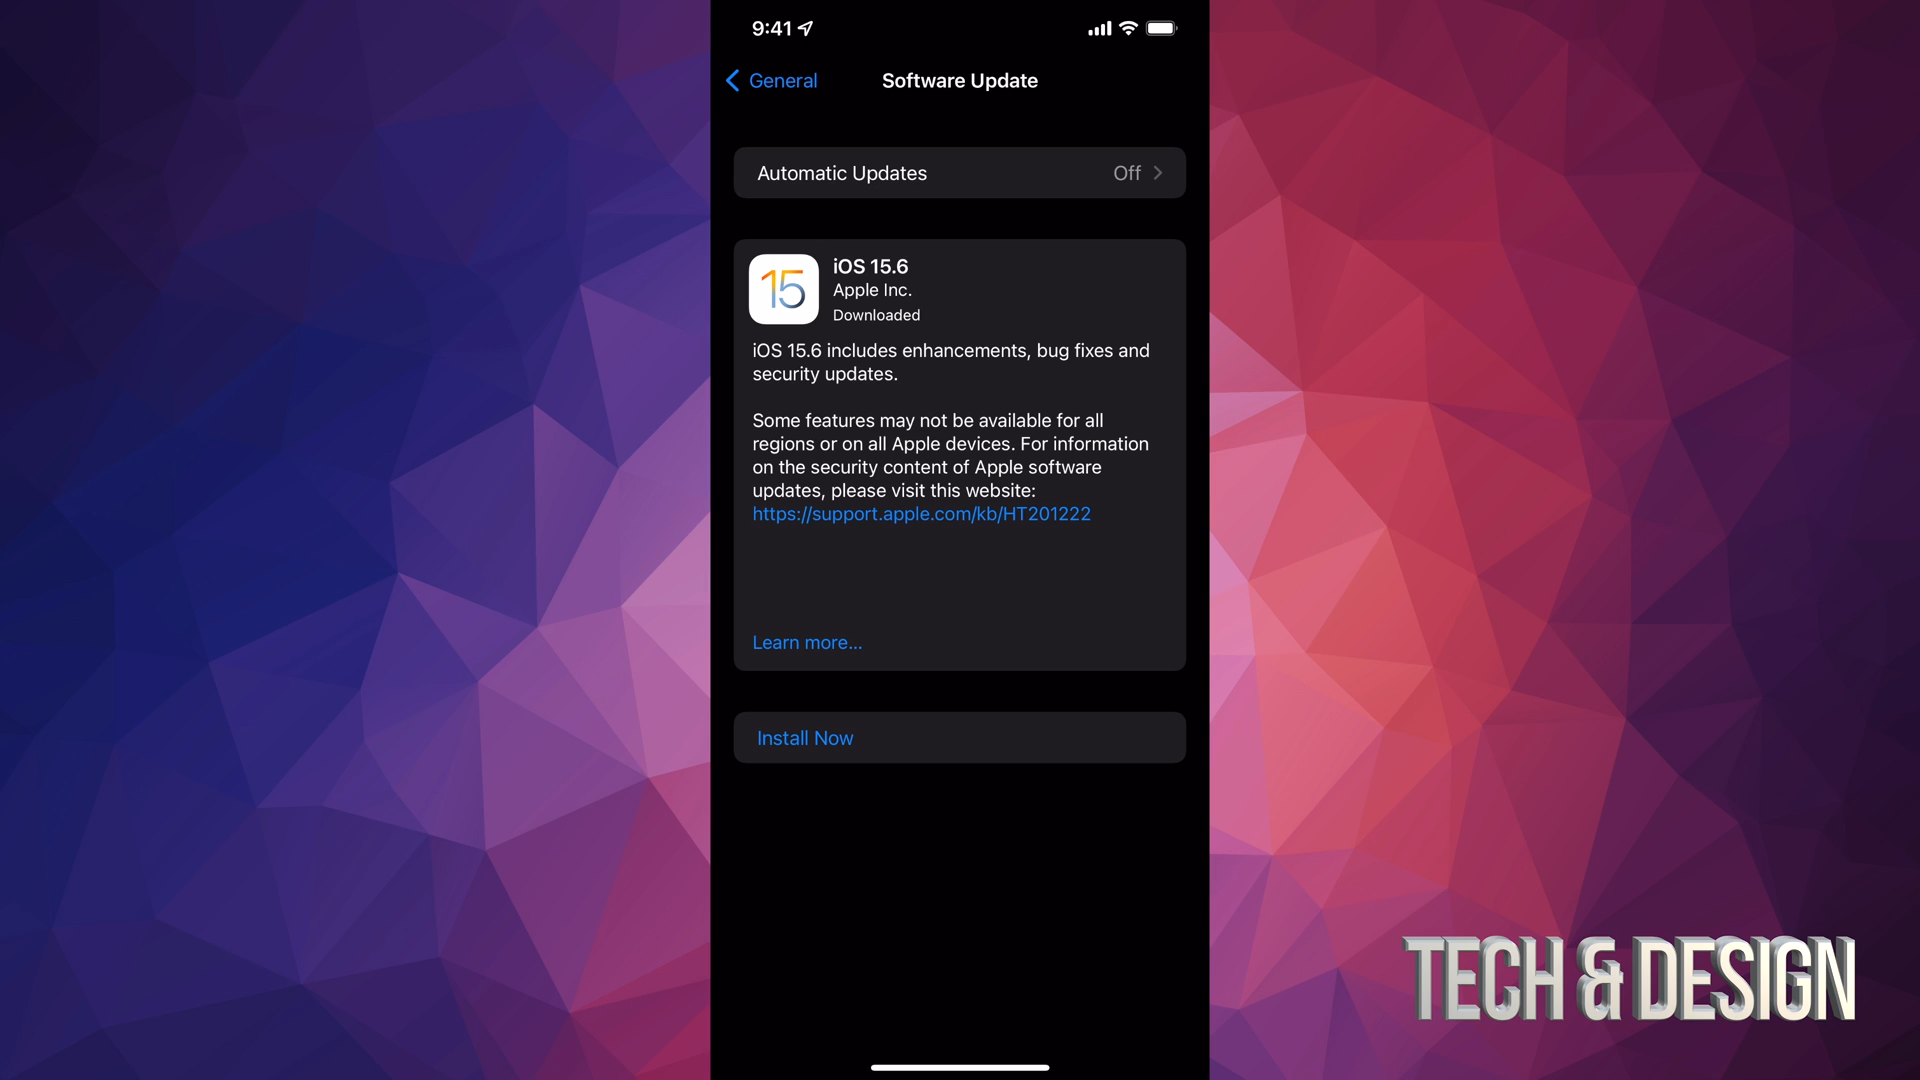 9:41
General
Software Update
Automatic Updates
Off
15
iOS 15.6
Apple Inc.
Downloaded
iOS 15.6 includes enhancements, bug fixes and
security updates.
Some features may not be available for all
regions or on all Apple devices. For information
on the security content of Apple software
updates, please visit this website:
https://support.apple.com/kb/HT201222
Learn more...
Install Now
TECH & DESIGN